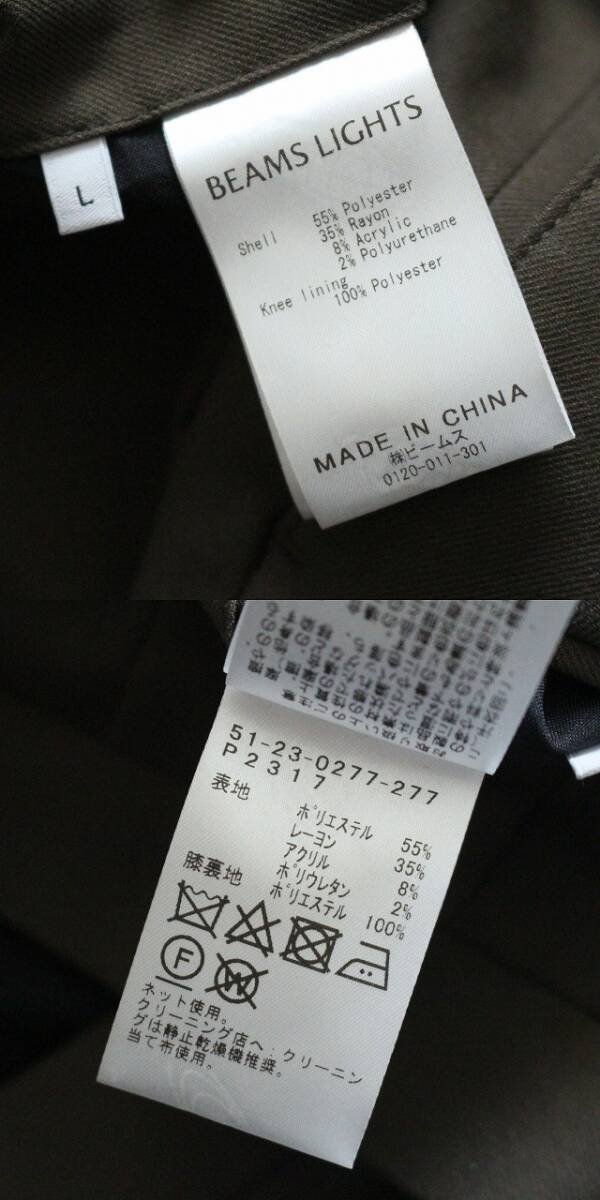 BEAMS LIGHTS
L
Shell 55% Polyester
35% Rayon
8% Acrylic
2% Polyurethane
Knee lining
100% Polyester
MADE IN CHINA
㈱ビームス
0120-011-301
51-23-0277-277
P2317
表地
ポリエステル 55%
レーヨン 35%
アクリル 8%
ポリウレタン 2%
膝裏地
ポリエステル 100%
F
W
ネット使用。
クリーニング店へ:クリーニン
グは静止乾燥機推奨。
当て布使用。